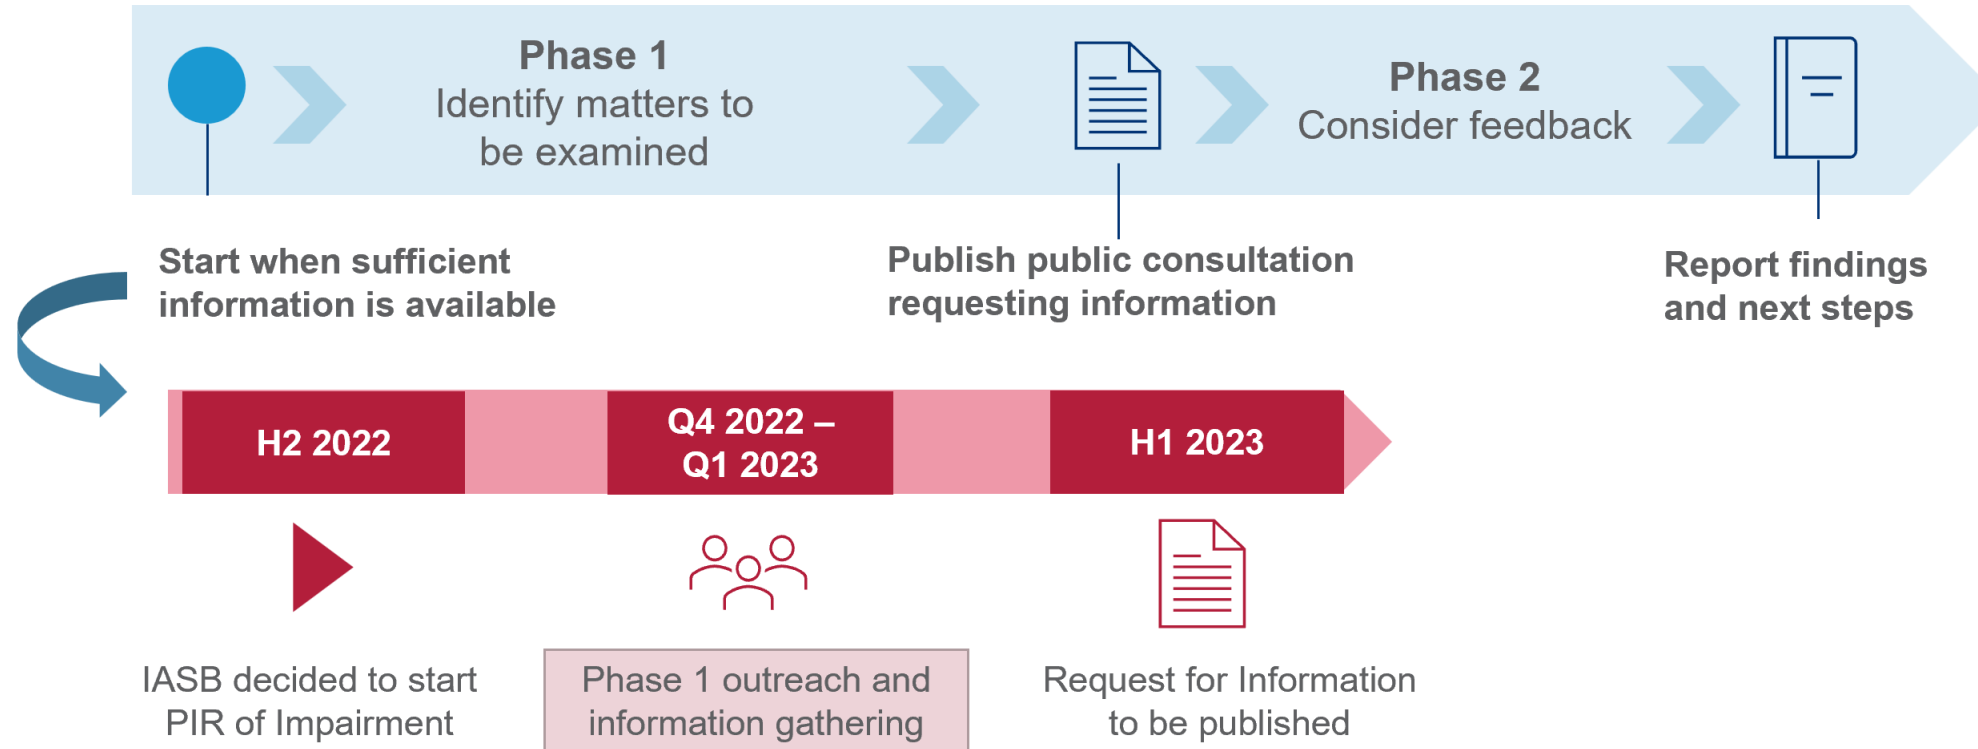 Phase 1
Identify matters to
be examined
Phase 2
Consider feedback
Start when sufficient
information is available
Publish public consultation
requesting information
Report findings
and next steps
H2 2022
Q4 2022 –
Q1 2023
H1 2023
IASB decided to start
PIR of Impairment
Phase 1 outreach and
information gathering
Request for Information
to be published